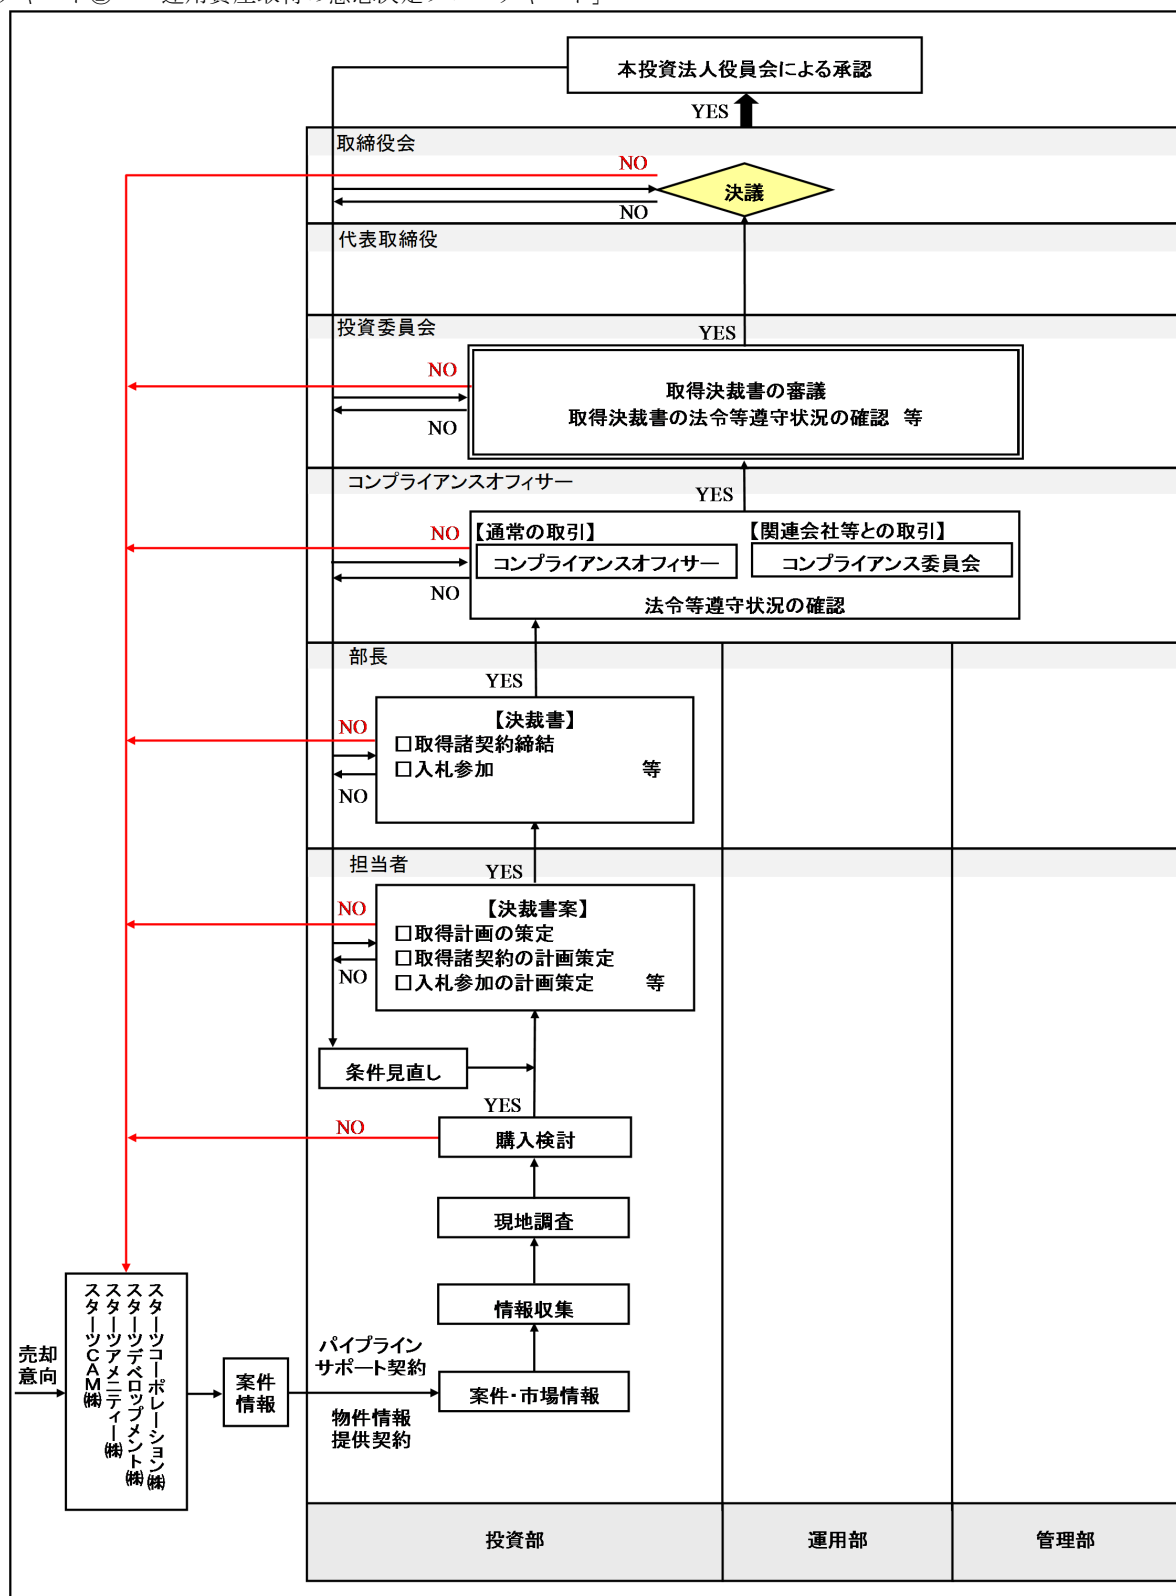 本投資法人役員会による承認
YES
取締役会
NO
決議
NO
代表取締役
投資委員会
YES
NO
取得決裁書の審議
取得決裁書の法令等遵守状況の確認 等
NO
コンプライアンスオフィサー
YES
NO
【通常の取引】
【関連会社等との取引】
コンプライアンスオフィサー
コンプライアンス委員会
NO
法令等遵守状況の確認
部長
YES
NO
【決裁書】
□取得諸契約締結
□入札参加 等
NO
担当者
YES
NO
【決裁書案】
□取得計画の策定
□取得諸契約の計画策定
□入札参加の計画策定 等
NO
条件見直し
YES
NO
購入検討
現地調査
情報収集
案件・市場情報
パイプライン
サポート契約
物件情報
提供契約
案件
情報
売却
意向
スターツコーポレーション㈱
スターツデベロップメント㈱
スターツアメニティー㈱
スターツCAM㈱
投資部
運用部
管理部